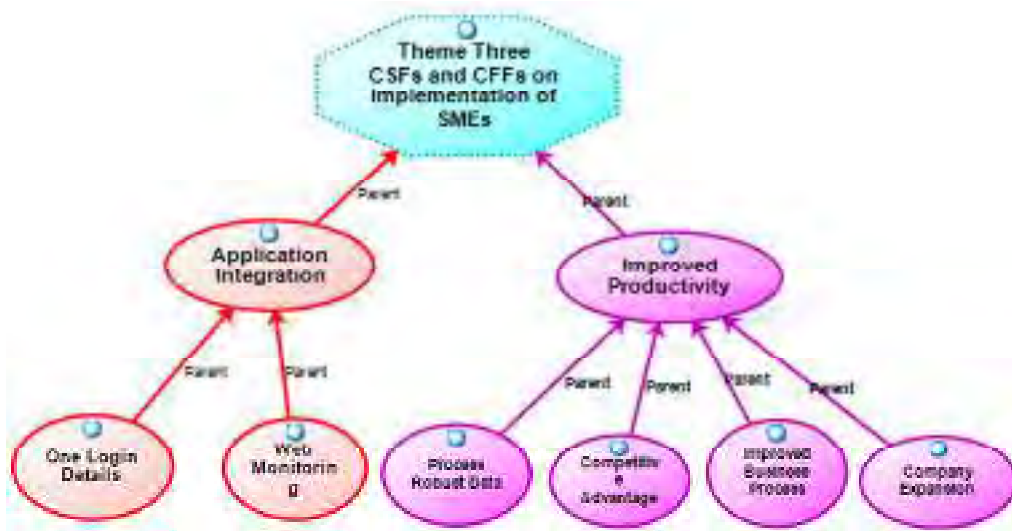 Theme Three
CSFs and CFFs on
Implementation of
SMEs
Parent
Parent
Application
Integration
Improved
Productivity
Parent
Parent
Parent
Parent
Parent
Parent
One Login
Details
Web
Monitorin
g
Process
Robust Data
Competitiv
e
Advantage
Improved
Business
Process
Company
Expansion